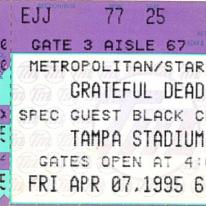 EJJ 77 25
GATE 3 AISLE 67
METROPOLITAN/STAR
GRATEFUL DEAD
SPEC GUEST BLACK C
TAMPA STADIUM
GATES OPEN AT 4:
FRI APR 07,1995 6